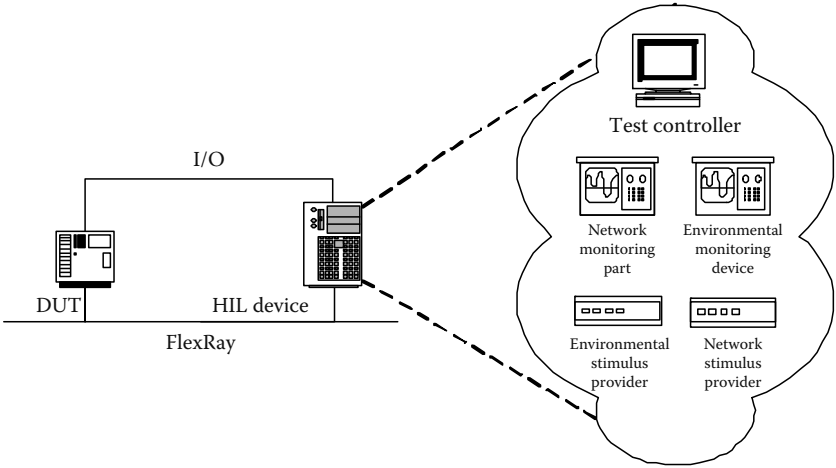 I/O
DUT
HIL device
FlexRay
Test controller
Network
monitoring
part
Environmental
monitoring
device
Environmental
stimulus
provider
Network
stimulus
provider